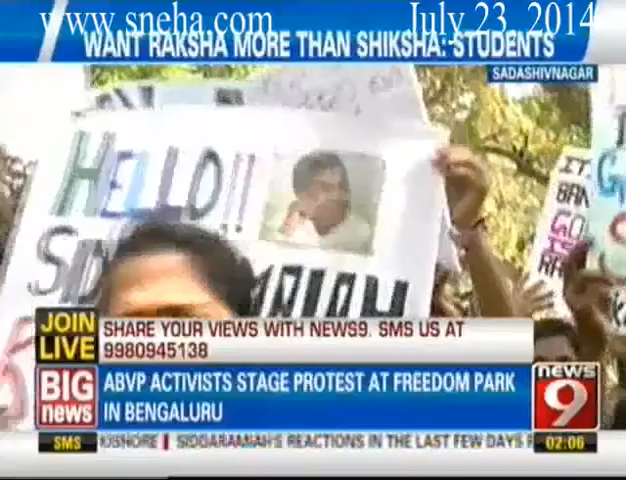 www.sneha.com July 23, 2014
WANT RAKSHA MORE THAN SHIKSHA: STUDENTS
SADASHIVNAGAR
HELLO!!
JOIN LIVE
SHARE YOUR VIEWS WITH NEWS9. SMS US AT
9980945138
BIG news
ABVP ACTIVISTS STAGE PROTEST AT FREEDOM PARK
IN BENGALURU
NEWS 9
SMS KISHORE SIDDARAMAIAH'S REACTIONS IN THE LAST FEW DAYS 02:06